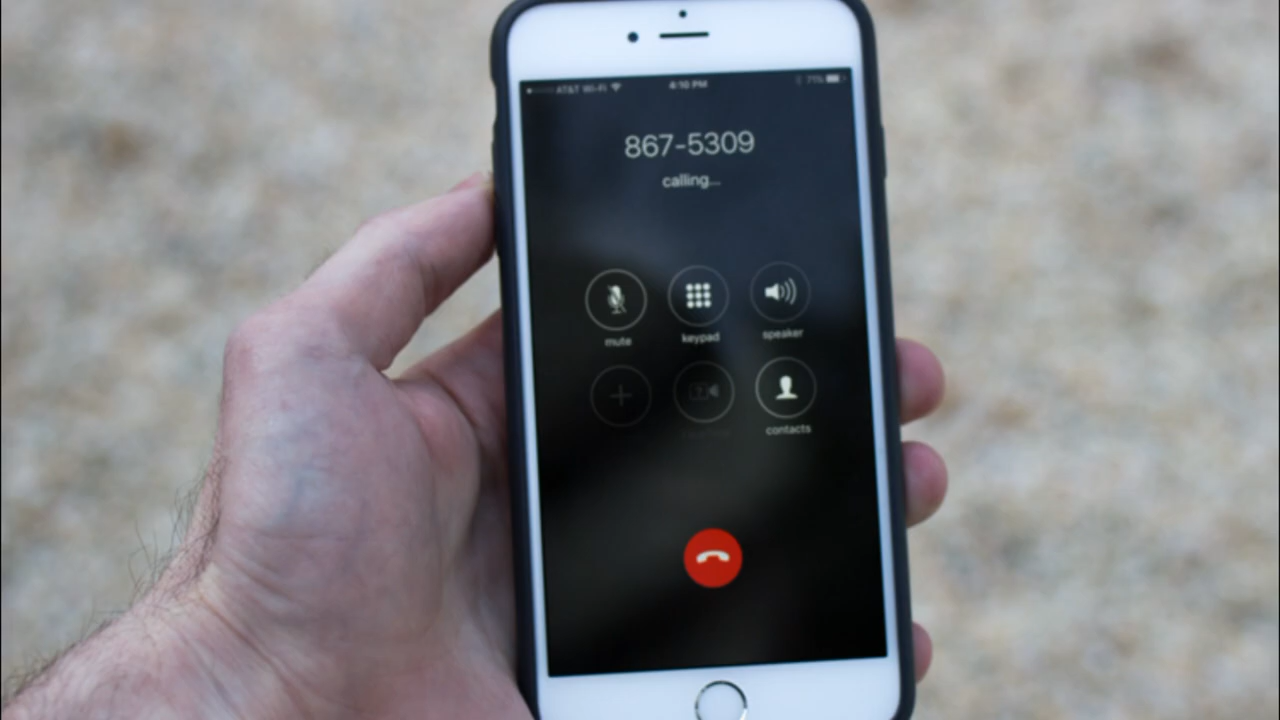 AT&T Wi-Fi 4:10 PM 71%
867-5309
calling...
mute keypad speaker
contacts